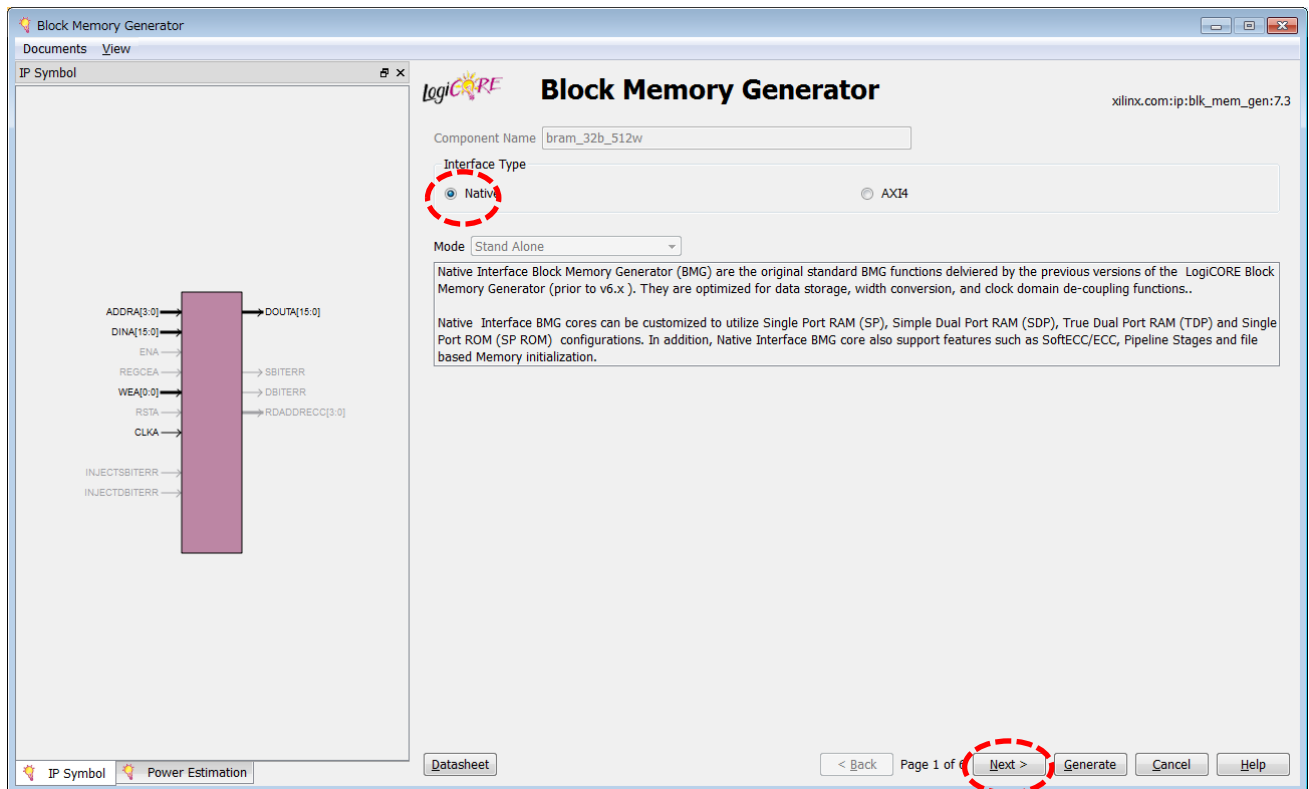 Block Memory Generator
Documents View
IP Symbol
ADDRA[3:0]
DINA[15:0]
ENA
REGCEA
WEA[0:0]
RSTA
CLKA
INJECTSBITERR
INJECTDBITERR
DOUTA[15:0]
SBITERR
DBITERR
RDADDRECC[3:0]
IP Symbol
Power Estimation
LogiCORE
Block Memory Generator
xilinx.com:ip:blk_mem_gen:7.3
Component Name bram_32b_512w
Interface Type
Native
AXI4
Mode Stand Alone
Native Interface Block Memory Generator (BMG) are the original standard BMG functions delviered by the previous versions of the LogiCORE Block
Memory Generator (prior to v6.x ). They are optimized for data storage, width conversion, and clock domain de-coupling functions..
Native Interface BMG cores can be customized to utilize Single Port RAM (SP), Simple Dual Port RAM (SDP), True Dual Port RAM (TDP) and Single
Port ROM (SP ROM) configurations. In addition, Native Interface BMG core also support features such as SoftECC/ECC, Pipeline Stages and file
based Memory initialization.
Datasheet
< Back Page 1 of 6 Next > Generate Cancel Help